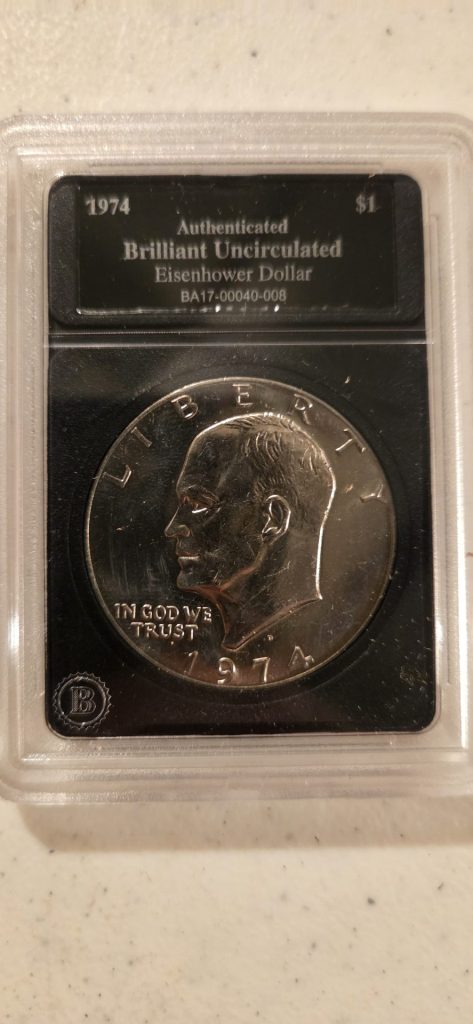 1974 $1
Authenticated
Brilliant Uncirculated
Eisenhower Dollar
BA17-00040-008
LIBERTY
IN GOD WE
TRUST
1974
B